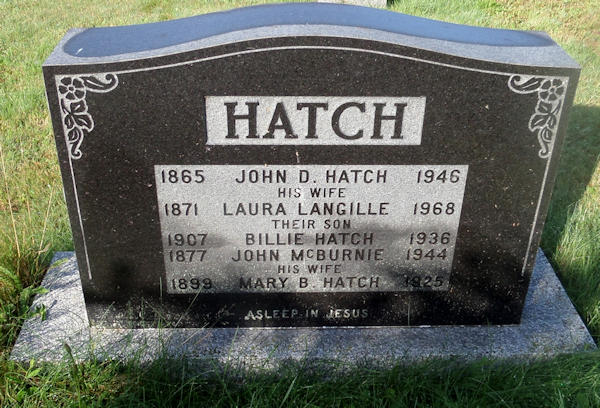 HATCH
1865 JOHN D. HATCH 1946
HIS WIFE
1871 LAURA LANGILLE 1968
THEIR SON
1907 BILLIE HATCH 1936
1877 JOHN McBURNIE 1944
HIS WIFE
1899 MARY B. HATCH 1925
ASLEEP IN JESUS